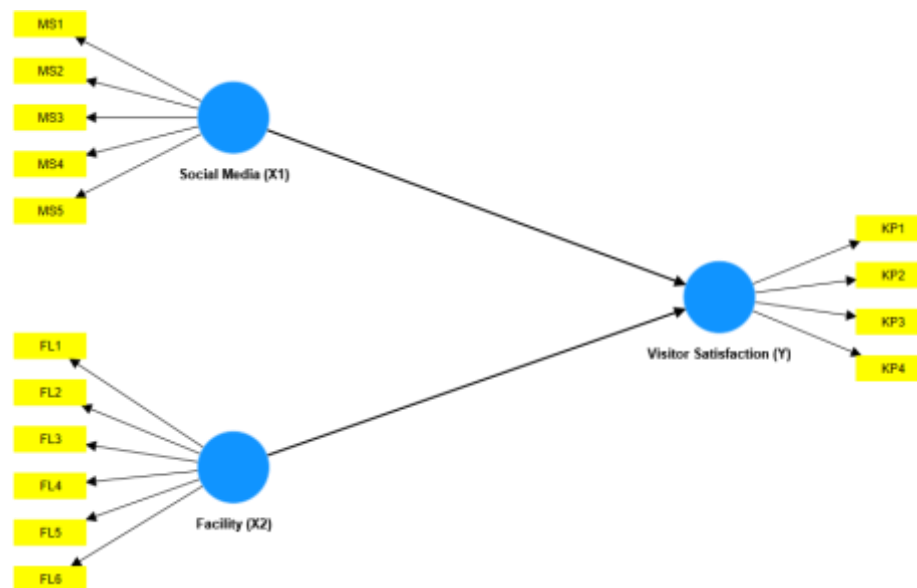 MS1
MS2
MS3
MS4
MS5
Social Media (X1)
KP1
KP2
KP3
KP4
Visitor Satisfaction (Y)
FL1
FL2
FL3
FL4
FL5
FL6
Facility (X2)